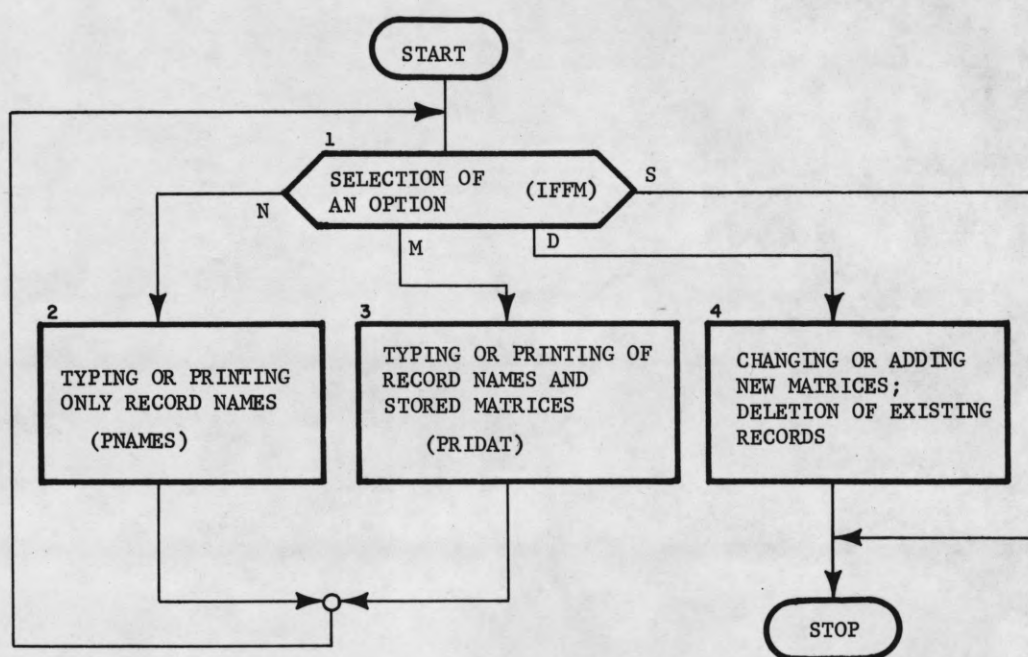 START
1
SELECTION OF (IFFM)
AN OPTION
S
N
M
D
2
TYPING OR PRINTING
ONLY RECORD NAMES
(PNAMES)
3
TYPING OR PRINTING OF
RECORD NAMES AND
STORED MATRICES
(PRIDAT)
4
CHANGING OR ADDING
NEW MATRICES;
DELETION OF EXISTING
RECORDS
STOP